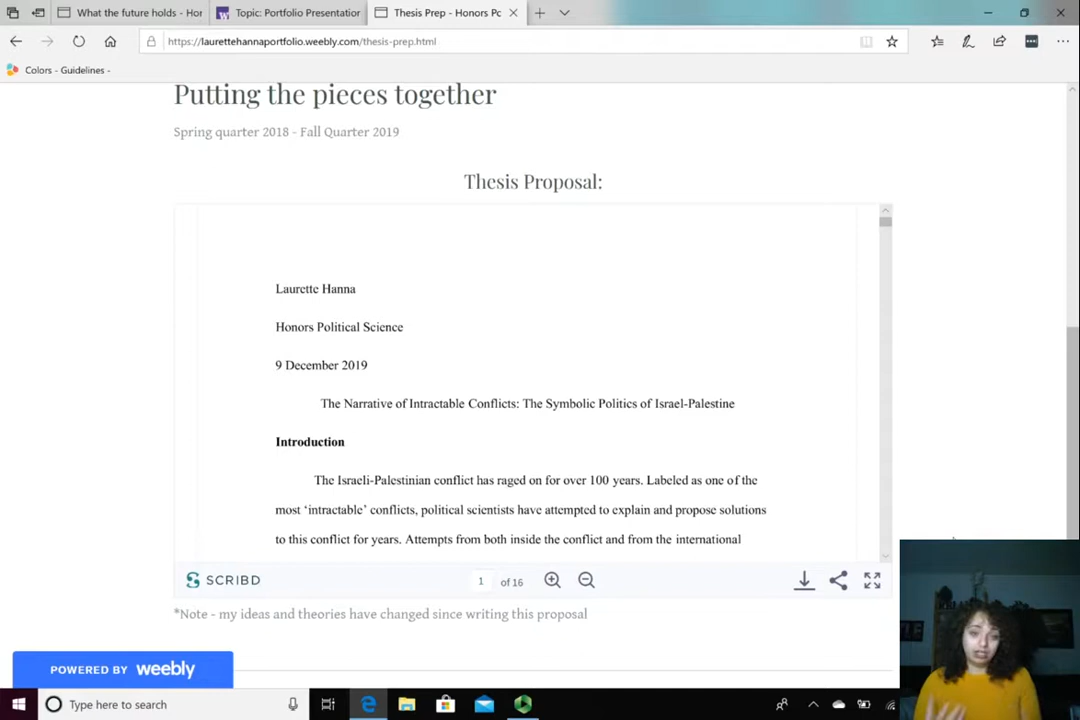 What the future holds - Hor
Topic: Portfolio Presentation
Thesis Prep - Honors Pc
https://laurettehannaportfolio.weebly.com/thesis-prep.html
Colors - Guidelines -
Putting the pieces together
Spring quarter 2018 - Fall Quarter 2019
Thesis Proposal:
Laurette Hanna
Honors Political Science
9 December 2019
The Narrative of Intractable Conflicts: The Symbolic Politics of Israel-Palestine
Introduction
The Israeli-Palestinian conflict has raged on for over 100 years. Labeled as one of the
most ‘intractable’ conflicts, political scientists have attempted to explain and propose solutions
to this conflict for years. Attempts from both inside the conflict and from the international
SCRIBD
1 of 16
*Note - my ideas and theories have changed since writing this proposal
POWERED BY weebly
Type here to search